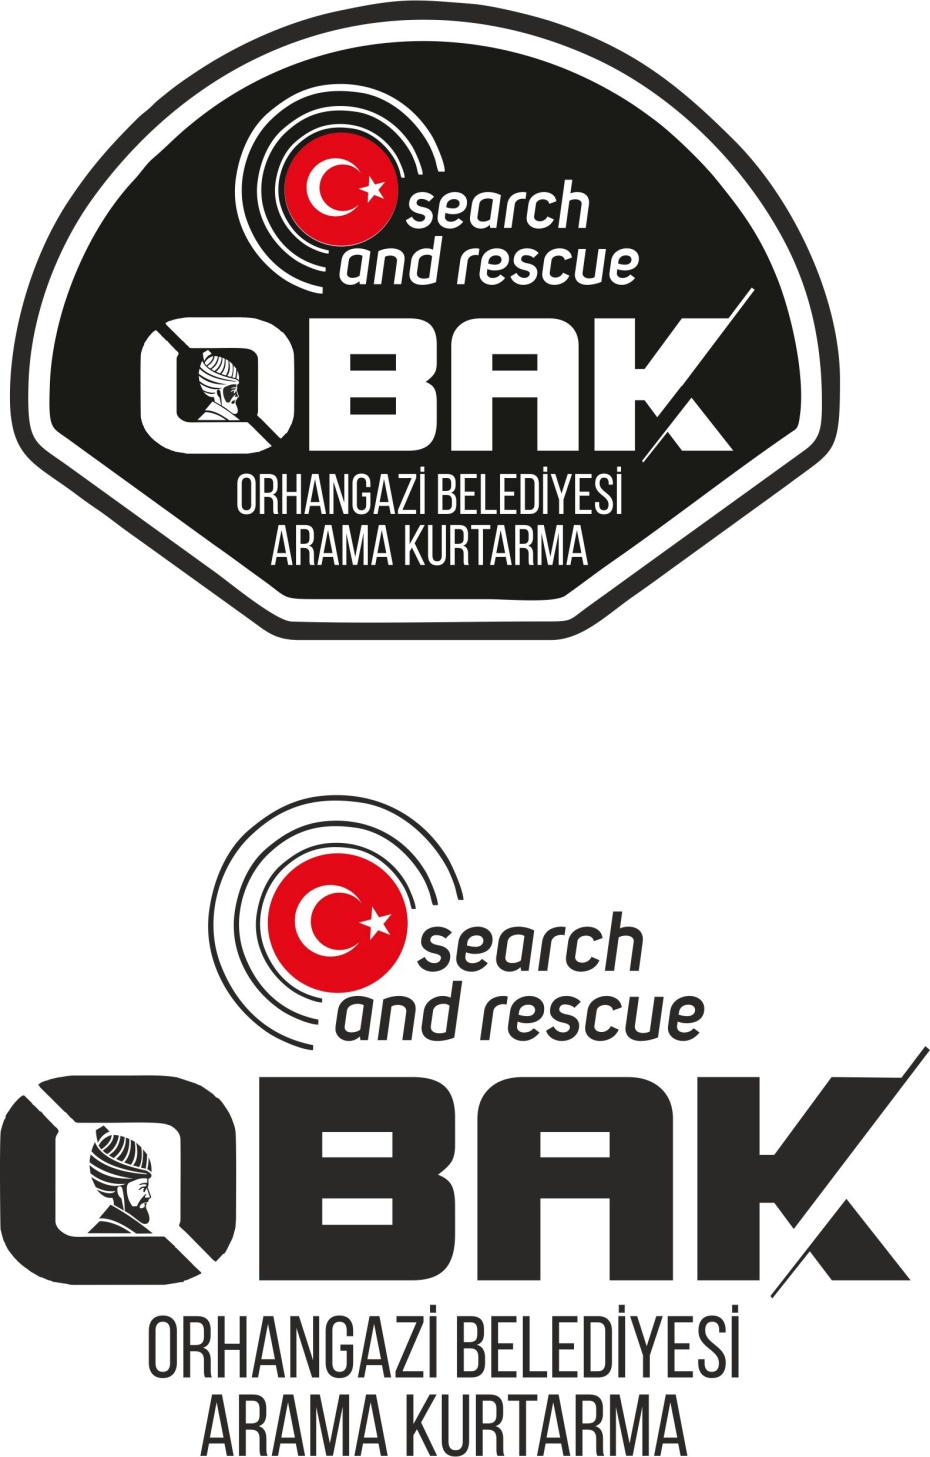 search
and rescue
OBAK
ORHANGAZİ BELEDİYESİ
ARAMA KURTARMA
search
and rescue
OBAK
ORHANGAZİ BELEDİYESİ
ARAMA KURTARMA